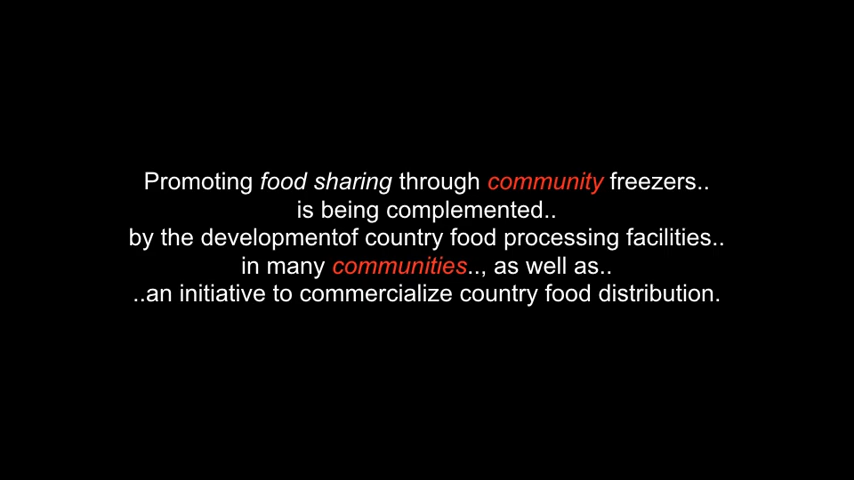 Promoting food sharing through community freezers..
is being complemented..
by the developmentof country food processing facilities..
in many communities.., as well as..
..an initiative to commercialize country food distribution.